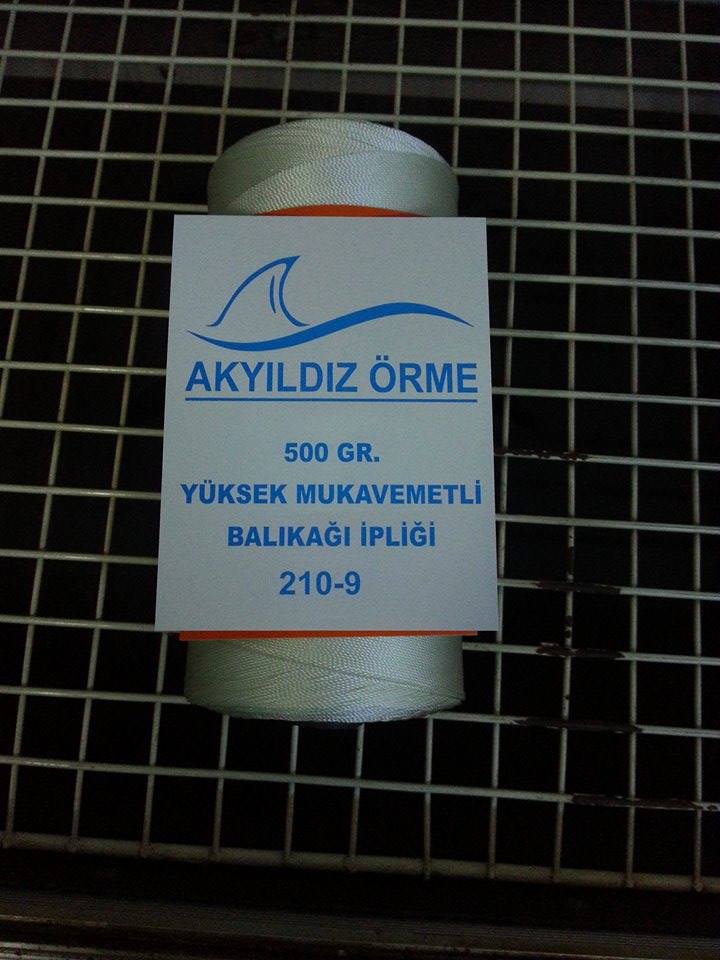 AKYILDIZ ÖRME
500 GR.
YÜKSEK MUKAVEMETLİ
BALIKAĞI İPLİĞİ
210-9